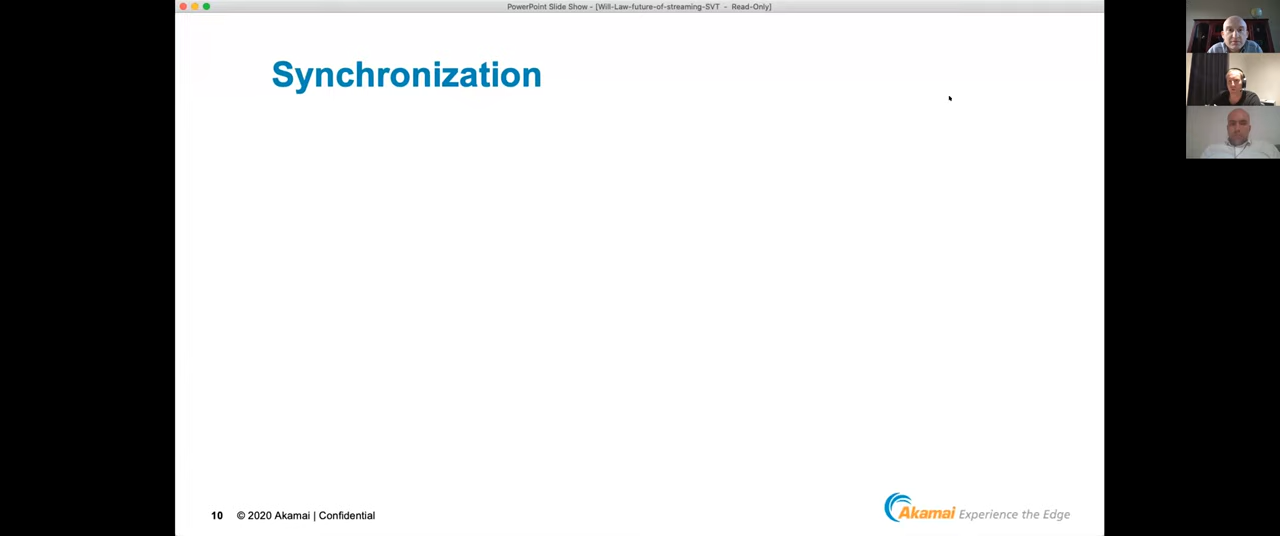 PowerPoint Slide Show - [Will-Law-future-of-streaming-SVT - Read-Only]
Synchronization
10 © 2020 Akamai | Confidential
Akamai Experience the Edge